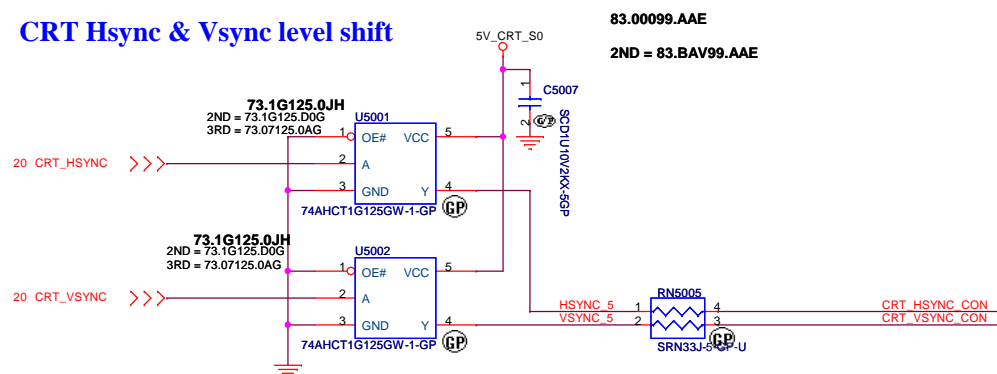 CRT Hsync & Vsync level shift
83.00099.AAE
2ND = 83.BAV99.AAE
5V_CRT_S0
1
C5007
2
GP
SCD1U10V2KX-5GP
73.1G125.0JH
2ND = 73.1G125.D0G
3RD = 73.07125.0AG
U5001
1 OE# VCC 5
20 CRT_HSYNC 2 A
3 GND Y 4
74AHCT1G125GW-1-GP GP
73.1G125.0JH
2ND = 73.1G125.D0G
3RD = 73.07125.0AG
U5002
1 OE# VCC 5
20 CRT_VSYNC 2 A
3 GND Y 4
74AHCT1G125GW-1-GP GP
RN5005
HSYNC_5 1 4 CRT_HSYNC_CON
VSYNC_5 2 3 CRT_VSYNC_CON
GP
SRN33J-5-GP-U